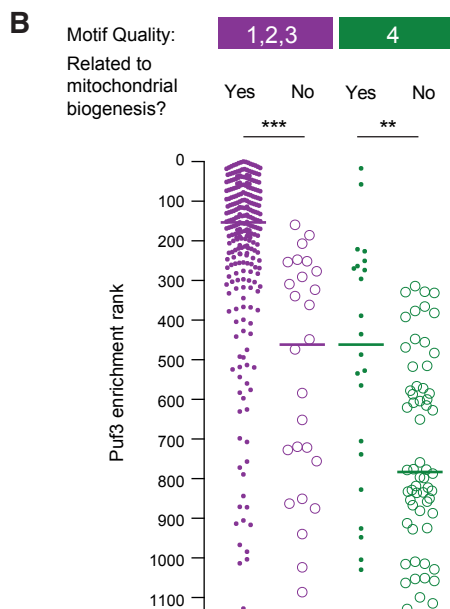 B
Motif Quality: 1,2,3 4
Related to
mitochondrial
biogenesis?
Yes No Yes No
*** **
0
100
200
300
400
500
600
700
800
900
1000
1100
Puf3 enrichment rank